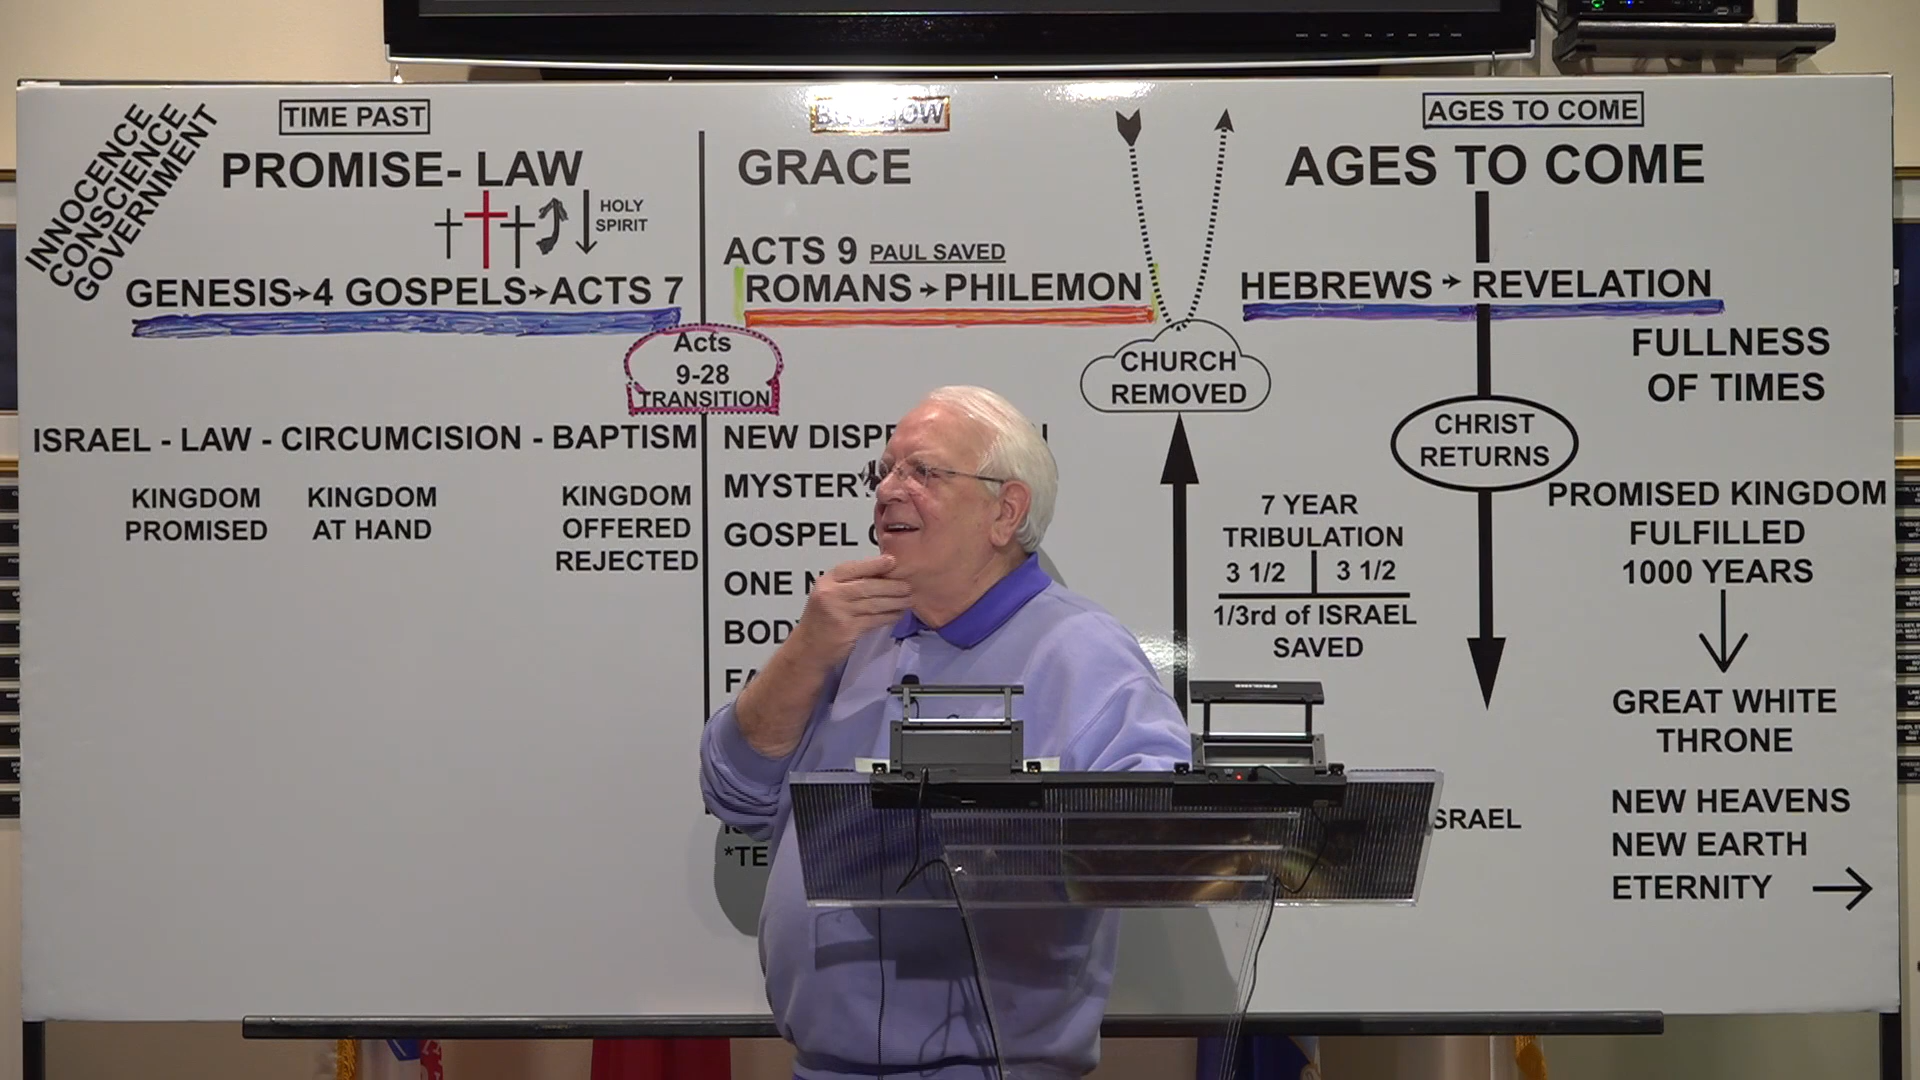 INNOCENCE
CONSCIENCE
GOVERNMENT
TIME PAST
PROMISE- LAW
HOLY
SPIRIT
GENESIS→4 GOSPELS→ACTS 7
Acts
9-28
TRANSITION
ISRAEL - LAW - CIRCUMCISION - BAPTISM
KINGDOM
PROMISED
KINGDOM
AT HAND
KINGDOM
OFFERED
REJECTED
GRACE
ACTS 9 PAUL SAVED
ROMANS→PHILEMON
NEW
MYSTERY
GOSPEL
ONE
*TE
CHURCH
REMOVED
AGES TO COME
AGES TO COME
HEBREWS→REVELATION
FULLNESS
OF TIMES
CHRIST
RETURNS
7 YEAR
TRIBULATION
3 1/2 3 1/2
1/3rd of ISRAEL
SAVED
PROMISED KINGDOM
FULFILLED
1000 YEARS
GREAT WHITE
THRONE
SRAEL
NEW HEAVENS
NEW EARTH
ETERNITY →